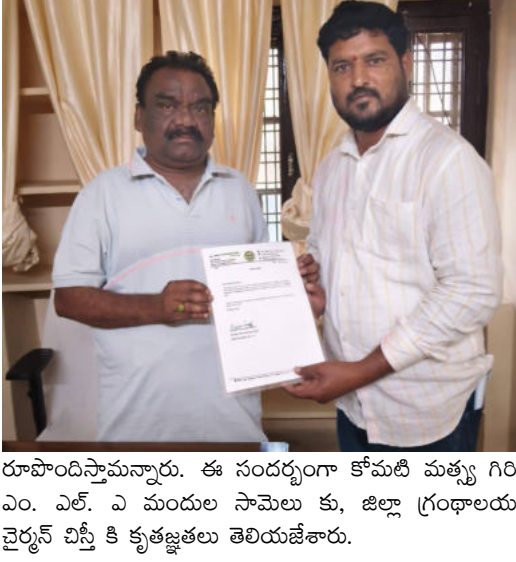 రూపొందిస్తామన్నారు. ఈ సందర్బంగా కోమటి మత్స్య గిరి
ఎం. ఎల్. ఎ మందుల సామెలు కు, జిల్లా గ్రంథాలయ
చైర్మన్ చిస్తీ కి కృతజ్ఞతలు తెలియజేశారు.